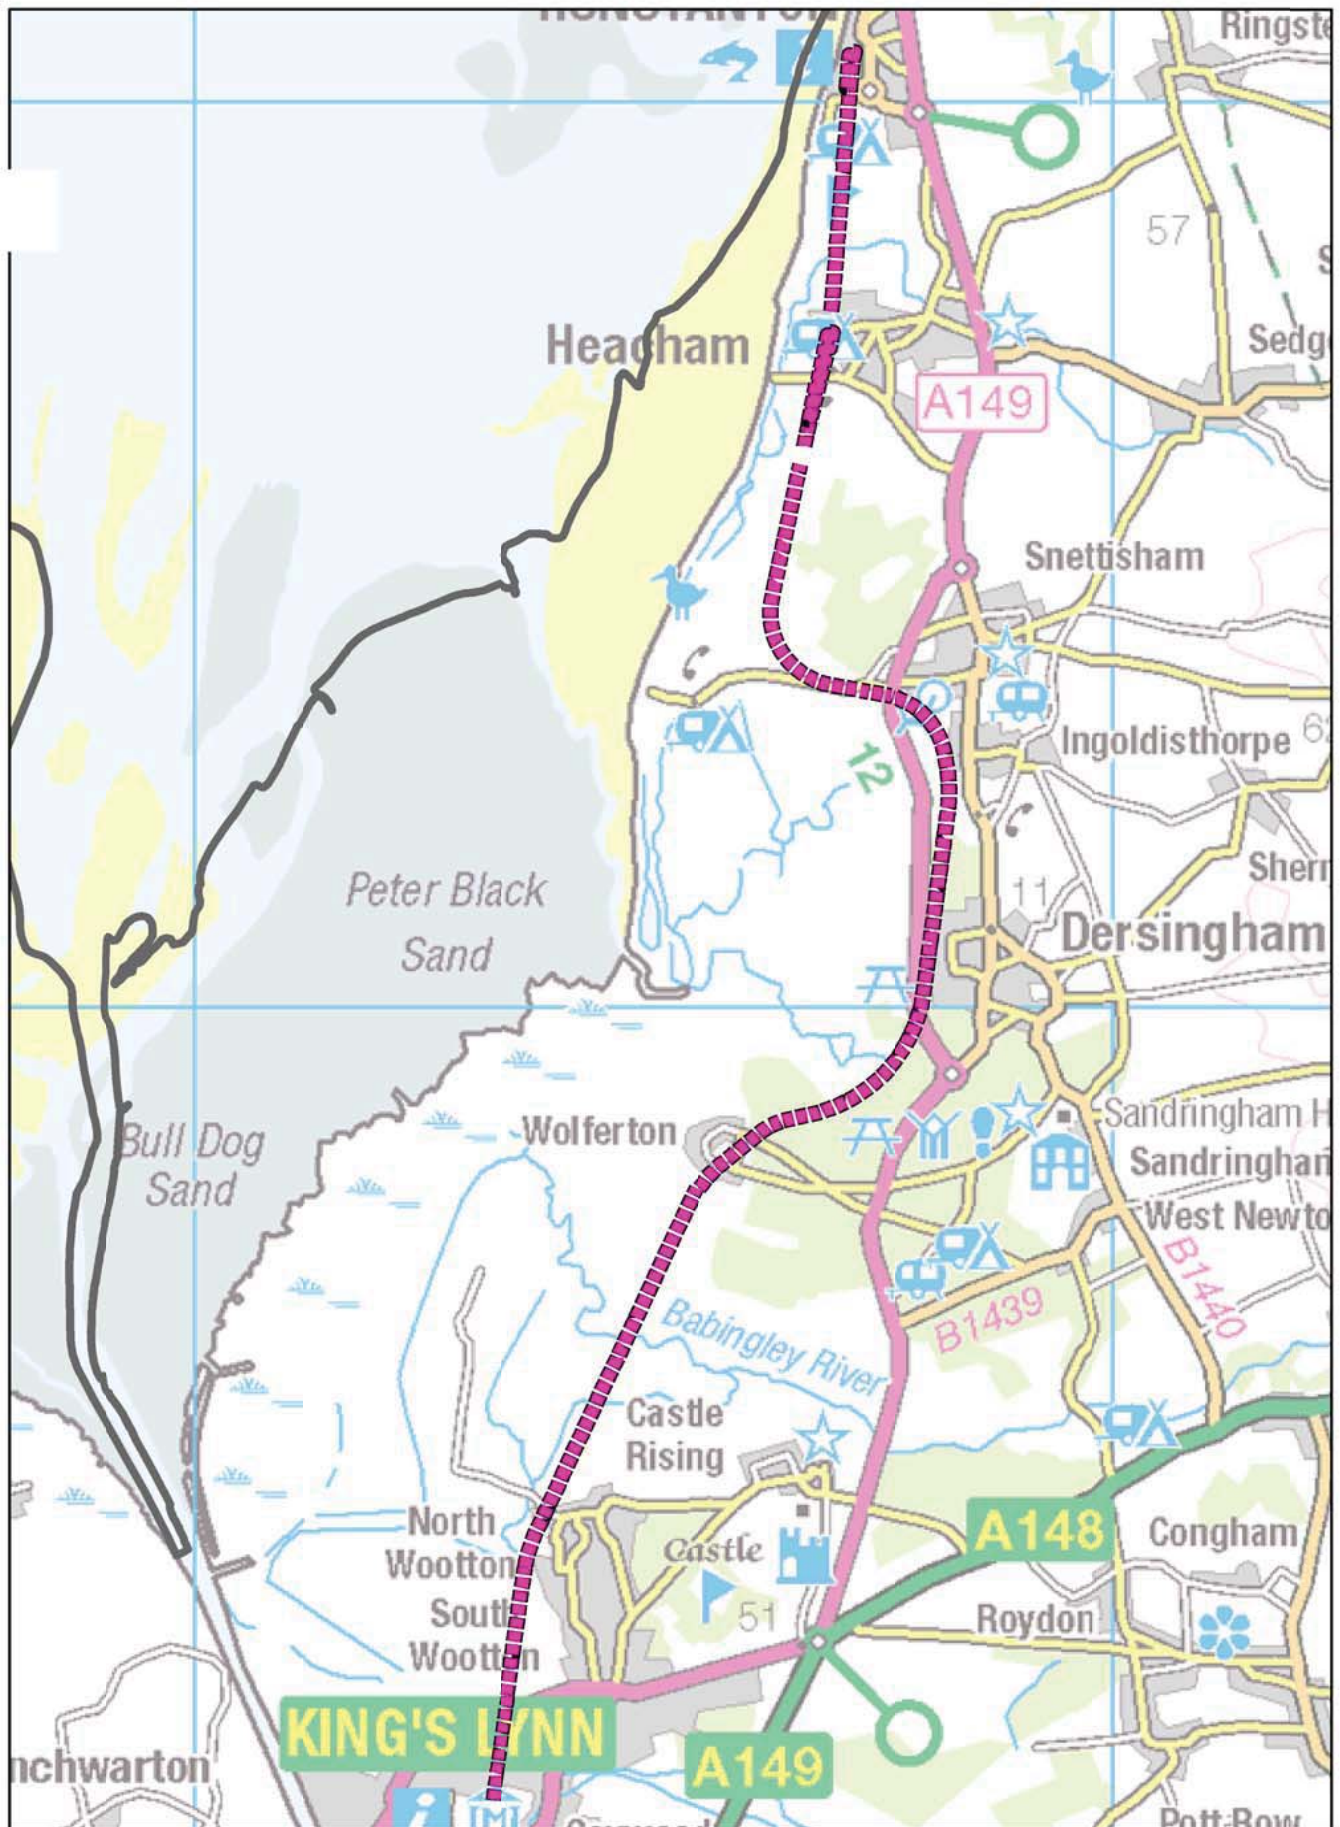 HUNSTANTON
57
Heacham
A149
Snettisham
Ingoldisthorpe
12
11
Peter Black
Sand
Dersingham
Wolferton
Bull Dog
Sand
Sandringham H
Sandringham
West Newto
B1440
B1439
Babingley River
Castle
Rising
North
Wootton
South
Wootton
Castle
51
A148
Congham
Roydon
KING'S LYNN
A149
nchwarton
i
M
Pott Row
Ringste
Sedg
Shern